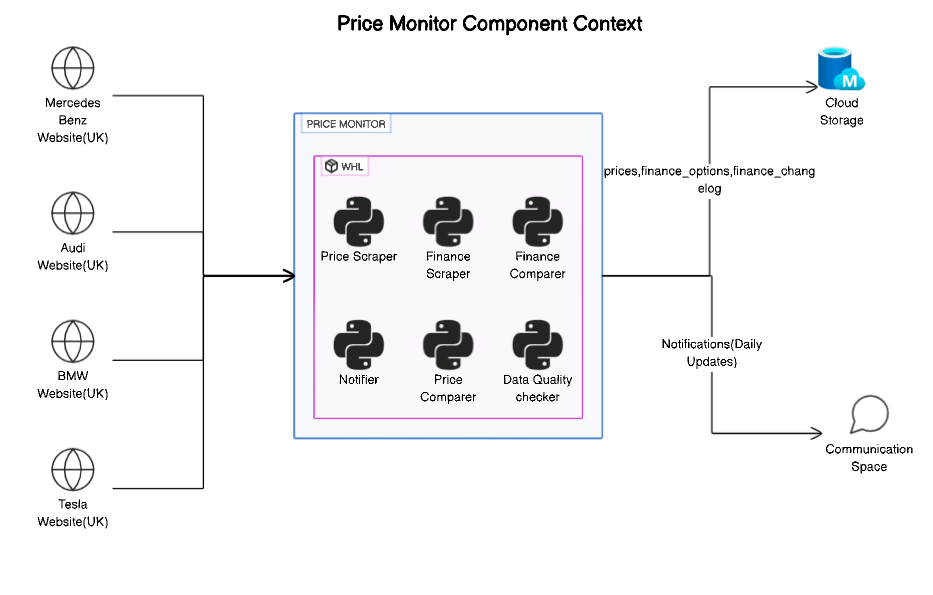 Price Monitor Component Context
Mercedes
Benz
Website(UK)
Audi
Website(UK)
BMW
Website(UK)
Tesla
Website(UK)
PRICE MONITOR
WHL
Price Scraper
Finance
Scraper
Finance
Comparer
Notifier
Price
Comparer
Data Quality
checker
prices,finance_options,finance_chang
elog
Notifications(Daily
Updates)
M
Cloud
Storage
Communication
Space